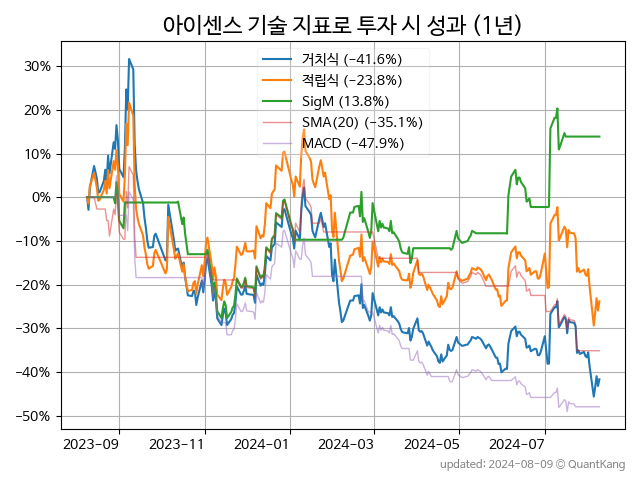 아이센스 기술 지표로 투자 시 성과 (1년)
거치식 (−41.6%)
적립식 (−23.8%)
SigM (13.8%)
SMA(20) (−35.1%)
MACD (−47.9%)
30%
20%
10%
0%
−10%
−20%
−30%
−40%
−50%
2023-09 2023-11 2024-01 2024-03 2024-05 2024-07
updated: 2024-08-09 © QuantKang